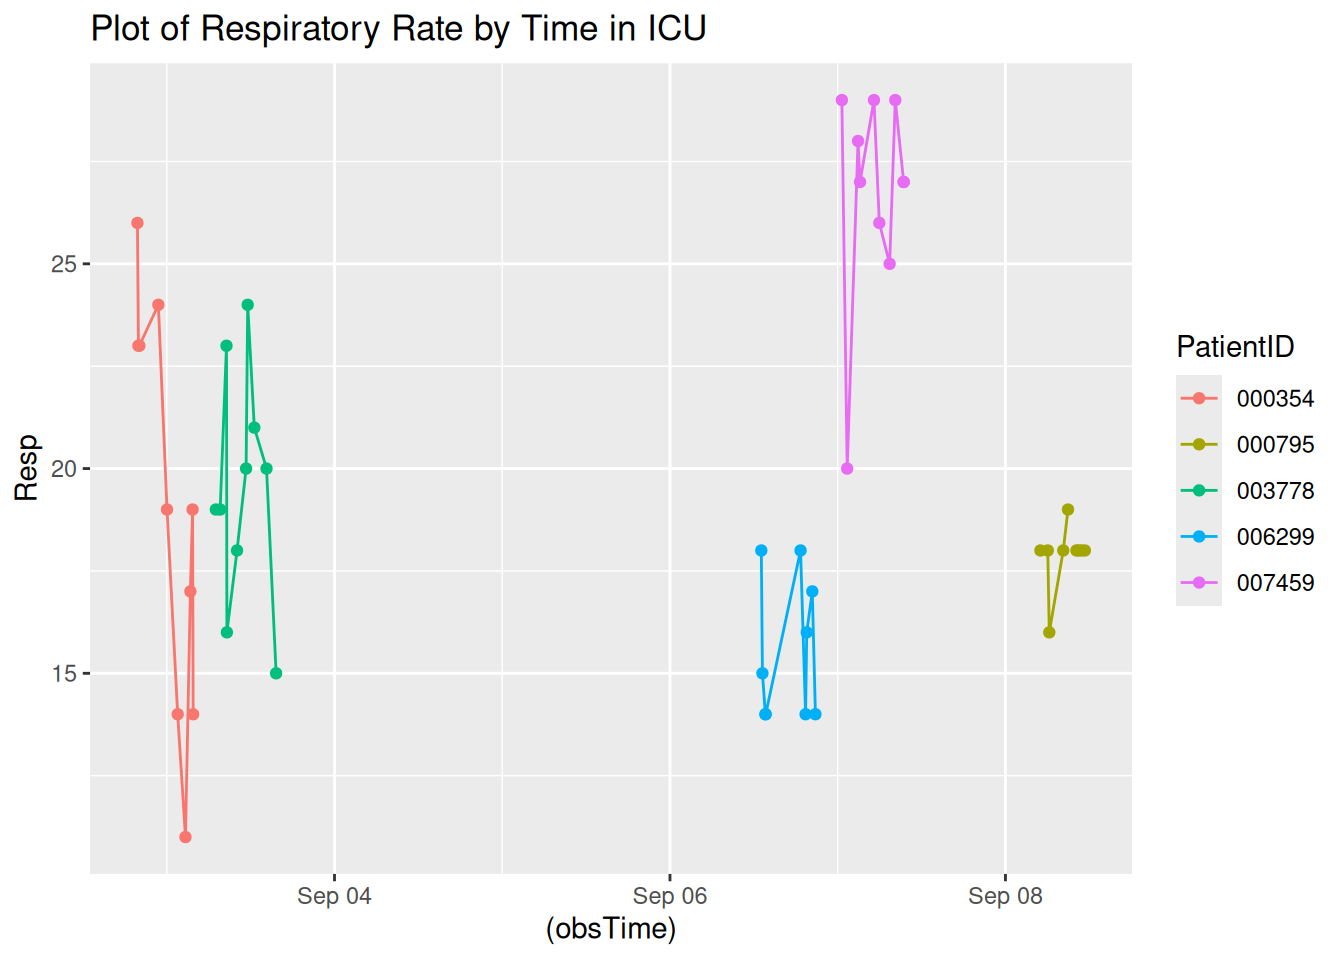 Plot of Respiratory Rate by Time in ICU
25
20
15
Resp
Sep 04
Sep 06
Sep 08
(obsTime)
PatientID
000354
000795
003778
006299
007459